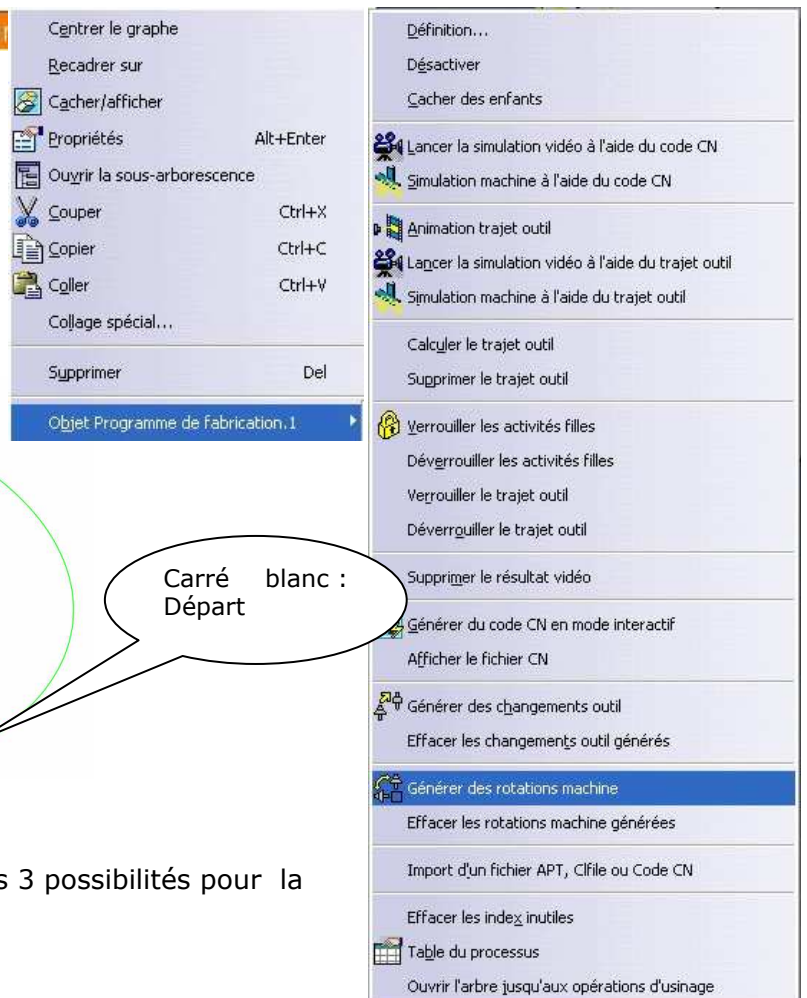 Centrer le graphe
Recadrer sur
Cacher/afficher
Propriétés Alt+Enter
Ouvrir la sous-arborescence
Couper Ctrl+X
Copier Ctrl+C
Coller Ctrl+V
Collage spécial...
Supprimer Del
Objet Programme de fabrication.1
Définition...
Désactiver
Cacher des enfants
Lancer la simulation vidéo à l'aide du code CN
Simulation machine à l'aide du code CN
Animation trajet outil
Lancer la simulation vidéo à l'aide du trajet outil
Simulation machine à l'aide du trajet outil
Calculer le trajet outil
Supprimer le trajet outil
Verrouiller les activités filles
Déverrouiller les activités filles
Verrouiller le trajet outil
Déverrouiller le trajet outil
Supprimer le résultat vidéo
Générer du code CN en mode interactif
Afficher le fichier CN
Générer des changements outil
Effacer les changements outil générés
Générer des rotations machine
Effacer les rotations machine générées
Import d'un fichier APT, Clfile ou Code CN
Effacer les index inutiles
Table du processus
Ouvrir l'arbre jusqu'aux opérations d'usinage
Carré blanc :
Départ
s 3 possibilités pour la